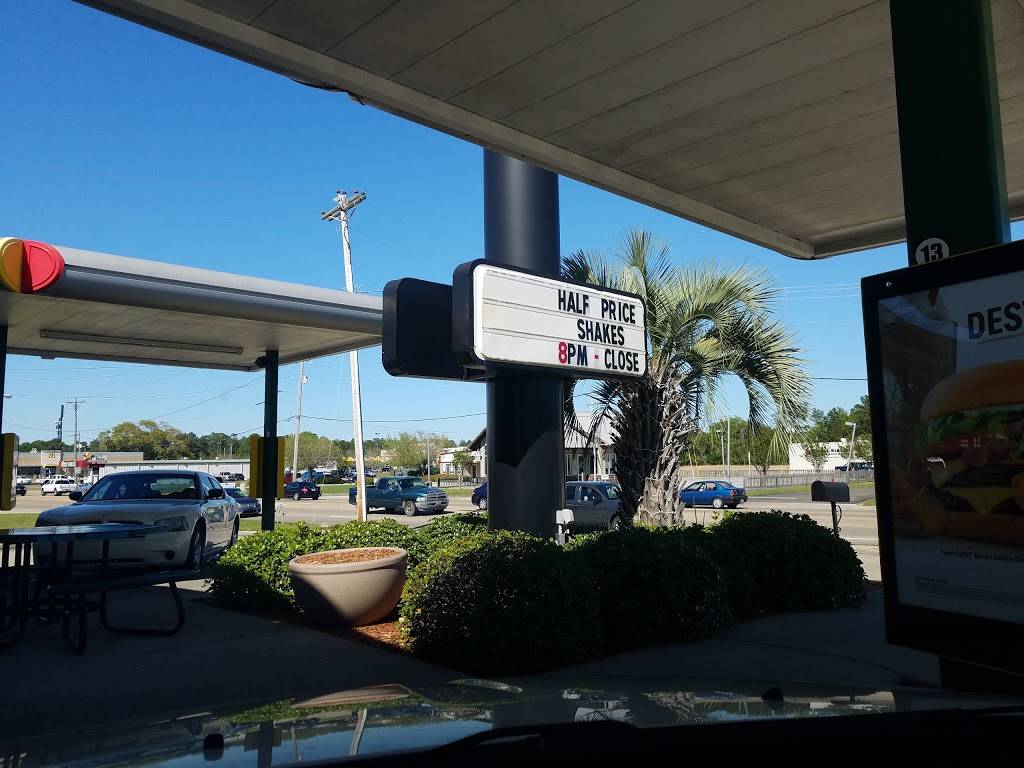 HALF PRICE
SHAKES
8PM - CLOSE
13
DES